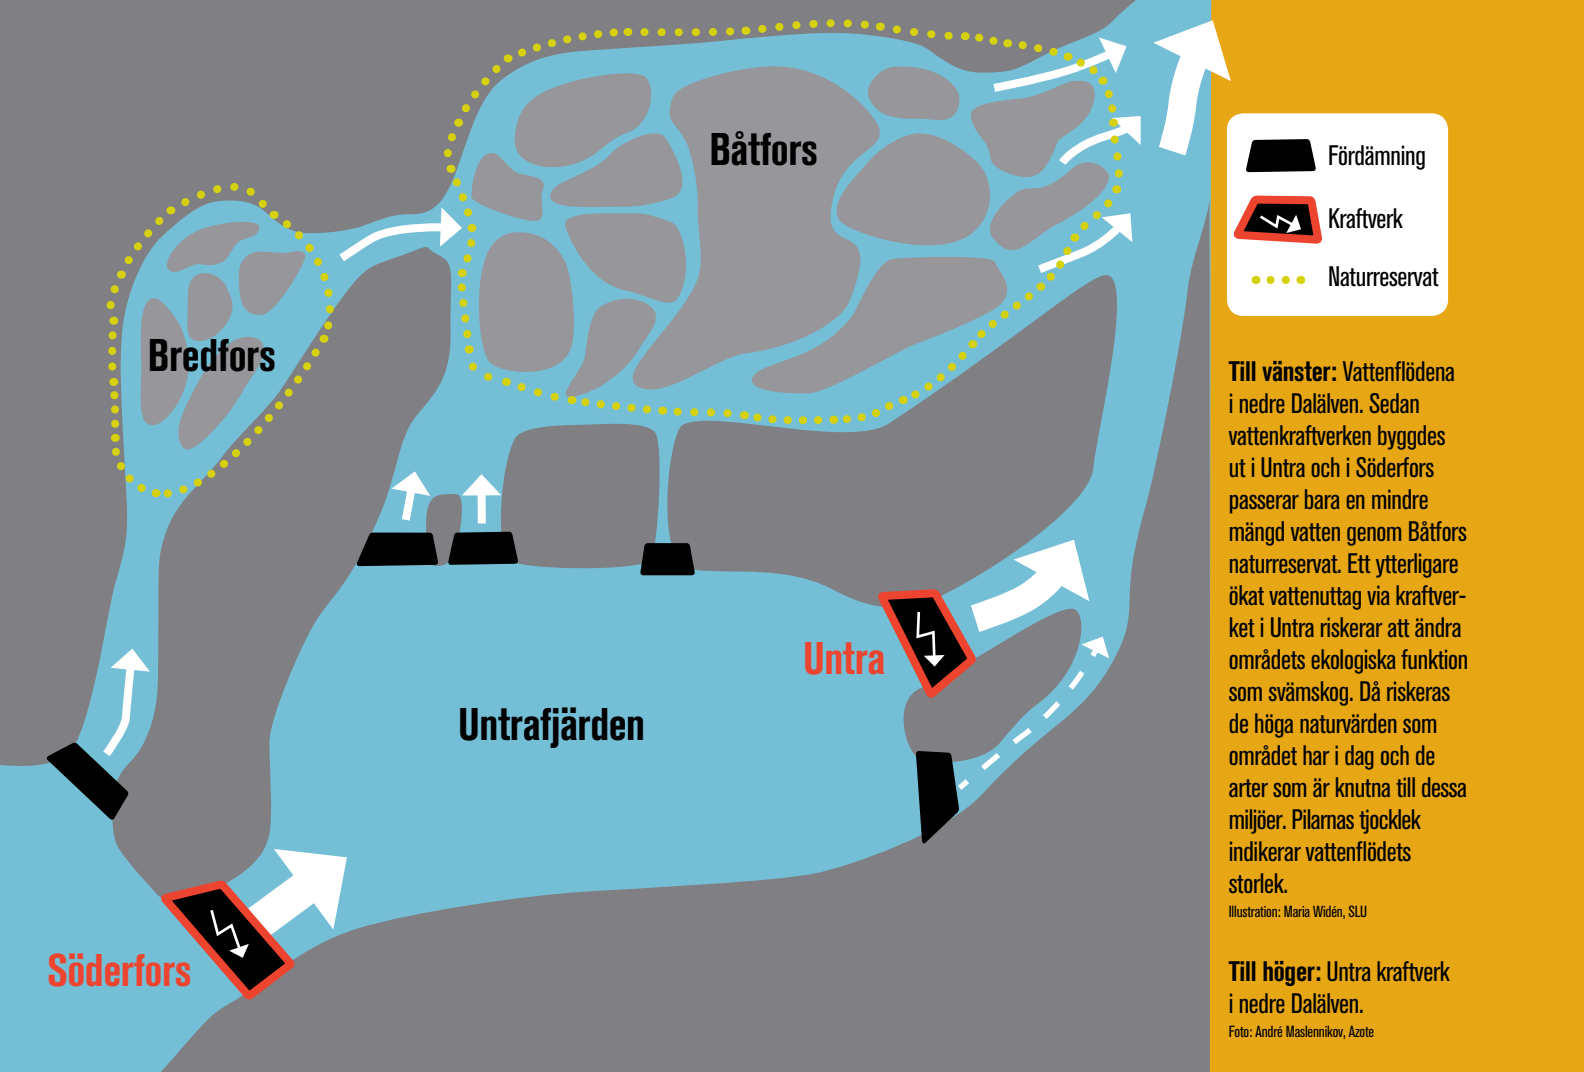 Båtfors
Bredfors
Untra
Untrafjärden
Söderfors
Fördämning
Kraftverk
Naturreservat
Till vänster: Vattenflödena
i nedre Dalälven. Sedan
vattenkraftverken byggdes
ut i Untra och i Söderfors
passerar bara en mindre
mängd vatten genom Båtfors
naturreservat. Ett ytterligare
ökat vattenuttag via kraftver-
ket i Untra riskerar att ändra
områdets ekologiska funktion
som svämskog. Då riskeras
de höga naturvärden som
området har i dag och de
arter som är knutna till dessa
miljöer. Pilarnas tjocklek
indikerar vattenflödets
storlek.
Illustration: Maria Widén, SLU
Till höger: Untra kraftverk
i nedre Dalälven.
Foto: André Maslennikov, Azote